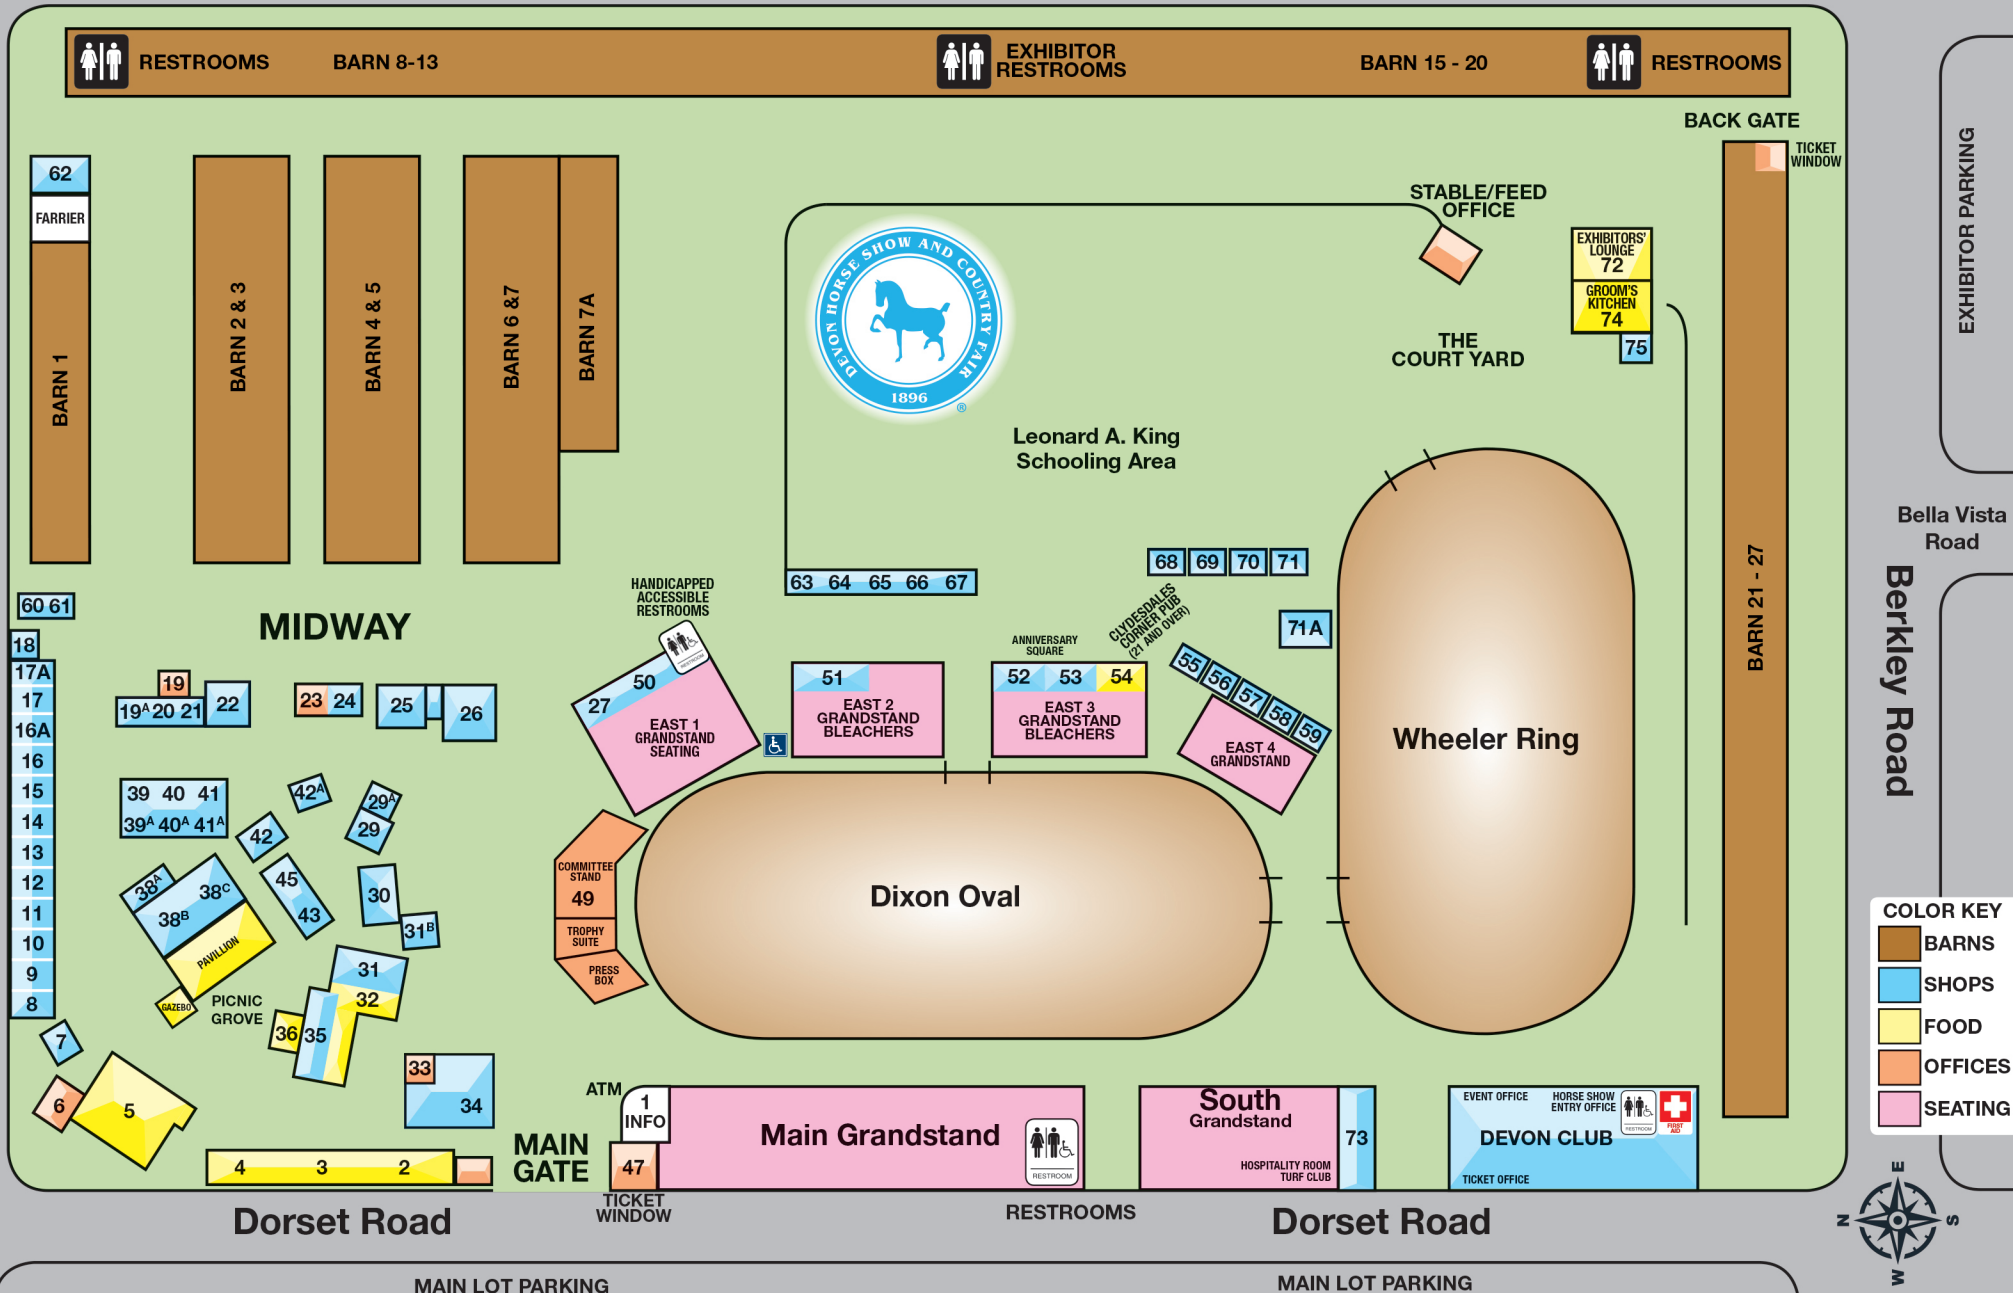 RESTROOMS
BARN 8-13
EXHIBITOR
RESTROOMS
BARN 15 - 20
RESTROOMS
BACK GATE
TICKET
WINDOW
EXHIBITOR PARKING
62
FARRIER
BARN 1
BARN 2 & 3
BARN 4 & 5
BARN 6 &7
BARN 7A
DEVON HORSE SHOW AND COUNTRY FAIR
1896
®
STABLE/FEED
OFFICE
EXHIBITORS'
LOUNGE
72
GROOM'S
KITCHEN
74
75
THE
COURT YARD
Leonard A. King
Schooling Area
Bella Vista
Road
Berkley Road
BARN 21 - 27
63 64 65 66 67
68 69 70 71
71A
60 61
MIDWAY
HANDICAPPED
ACCESSIBLE
RESTROOMS
RESTROOM
ANNIVERSARY
SQUARE
CLYDESDALES
CORNER PUB
(21 AND OVER)
18
17A
17
16A
16
15
14
13
12
11
10
9
8
7
6
5
19
19A 20 21
22
23 24
25
26
27
50
EAST 1
GRANDSTAND
SEATING
51
EAST 2
GRANDSTAND
BLEACHERS
52 53 54
EAST 3
GRANDSTAND
BLEACHERS
55 56 57 58 59
EAST 4
GRANDSTAND
Wheeler Ring
Dixon Oval
39 40 41
39A 40A 41A
42A
42
29A
29
38A
38B
38C
PAVILLION
GAZEBO
45
43
30
31B
31
32
PICNIC
GROVE
36
35
33
34
COMMITTEE
STAND
49
TROPHY
SUITE
PRESS
BOX
4 3 2
MAIN
GATE
ATM
1
INFO
47
TICKET
WINDOW
Main Grandstand
RESTROOM
RESTROOMS
South
Grandstand
HOSPITALITY ROOM
TURF CLUB
73
EVENT OFFICE
HORSE SHOW
ENTRY OFFICE
RESTROOM
FIRST
AID
DEVON CLUB
TICKET OFFICE
COLOR KEY
BARNS
SHOPS
FOOD
OFFICES
SEATING
E
N
S
W
Dorset Road
Dorset Road
MAIN LOT PARKING
MAIN LOT PARKING